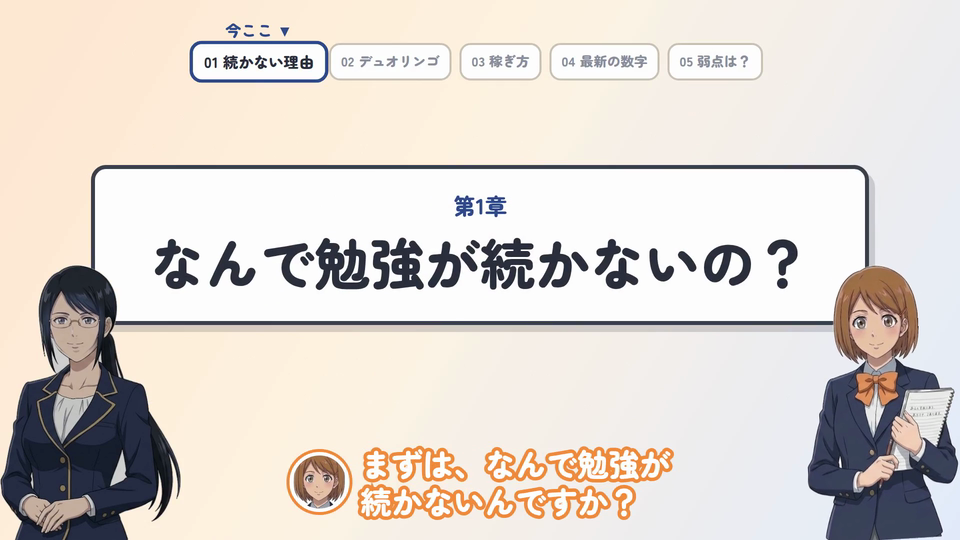 今ここ ▼
01 続かない理由
02 デュオリンゴ
03 稼ぎ方
04 最新の数字
05 弱点は？
第1章
なんで勉強が続かないの？
まずは、なんで勉強が
続かないんですか？